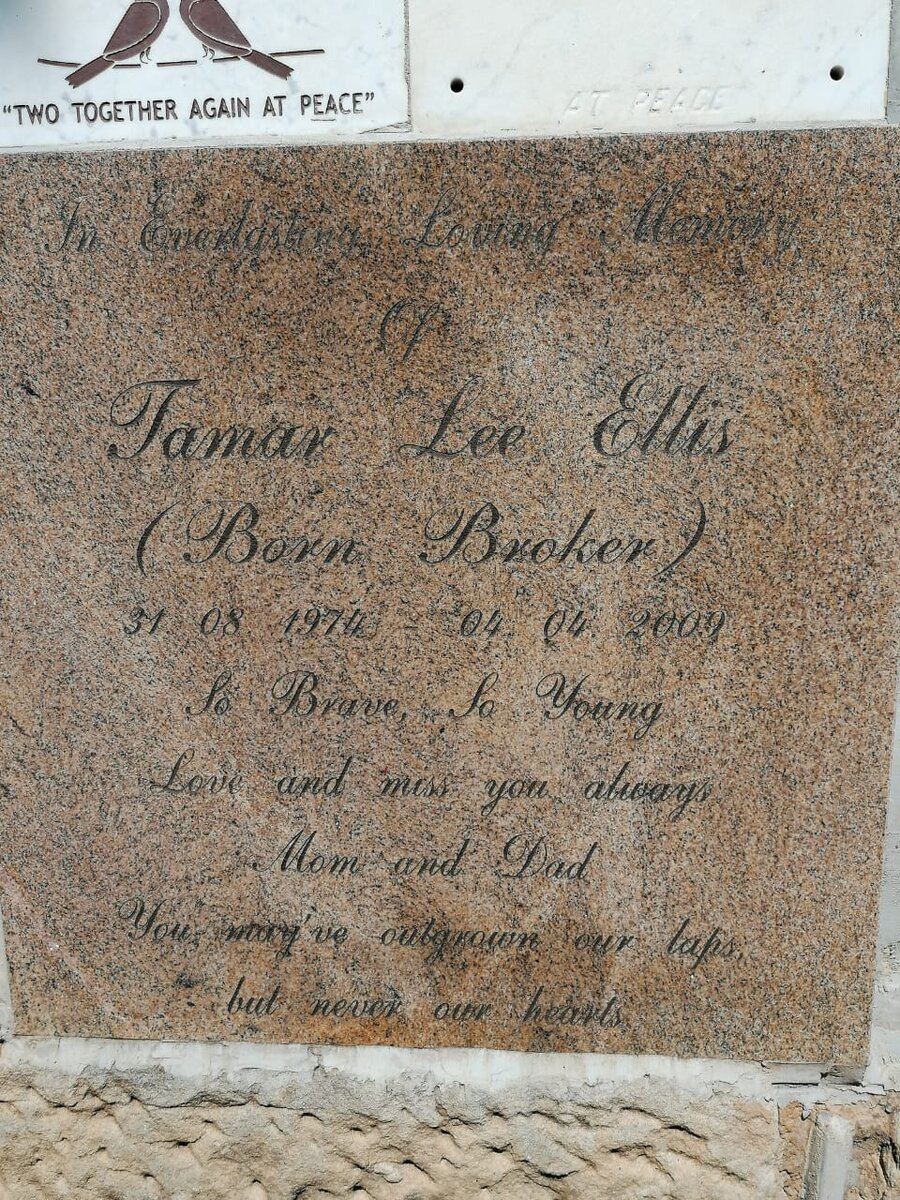 "TWO TOGETHER AGAIN AT PEACE"
AT PEACE
In Everlasting Loving Memory
Of
Tamar Lee Ellis
(Born Broker)
31 08 1974 - 04 04 2009
So Brave, So Young
Love and miss you always
Mom and Dad
You may've outgrown our laps,
but never our hearts